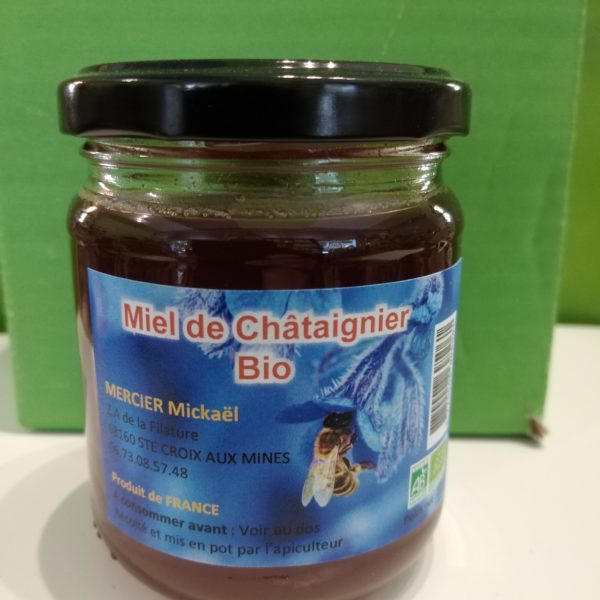 Miel de Châtaignier
Bio
MERCIER Mickaël
Z.A de la Filature
68160 STE CROIX AUX MINES
06.73.08.57.48
Produit de FRANCE
A consommer avant : Voir au dos
Récolté et mis en pot par l'apiculteur
AB